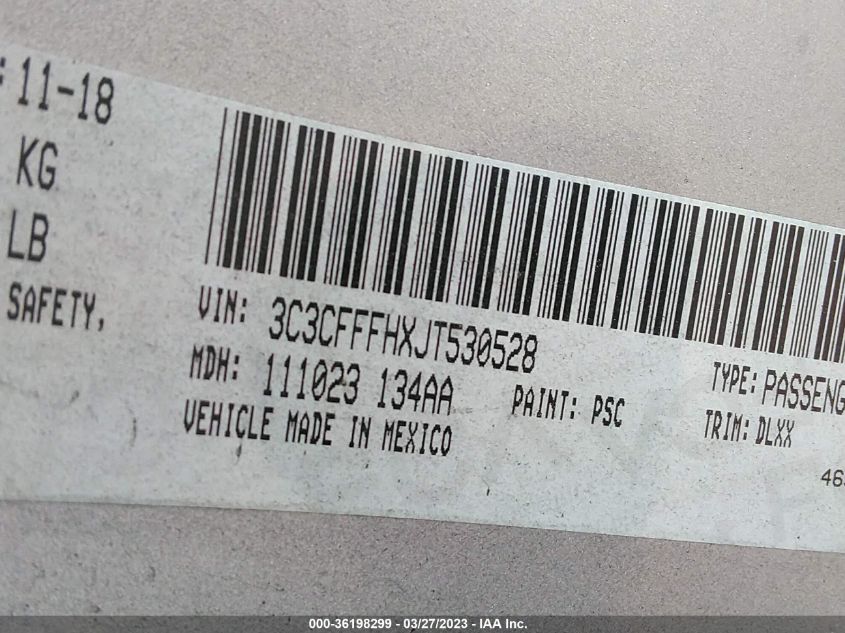 : 11-18
KG
LB
SAFETY,
VIN: 3C3CFFFHXJT530528
MDH: 111023 134AA
PAINT: PSC
VEHICLE MADE IN MEXICO
TYPE: PASSENG
TRIM: DLXX
46
000-36198299 - 03/27/2023 - IAA Inc.